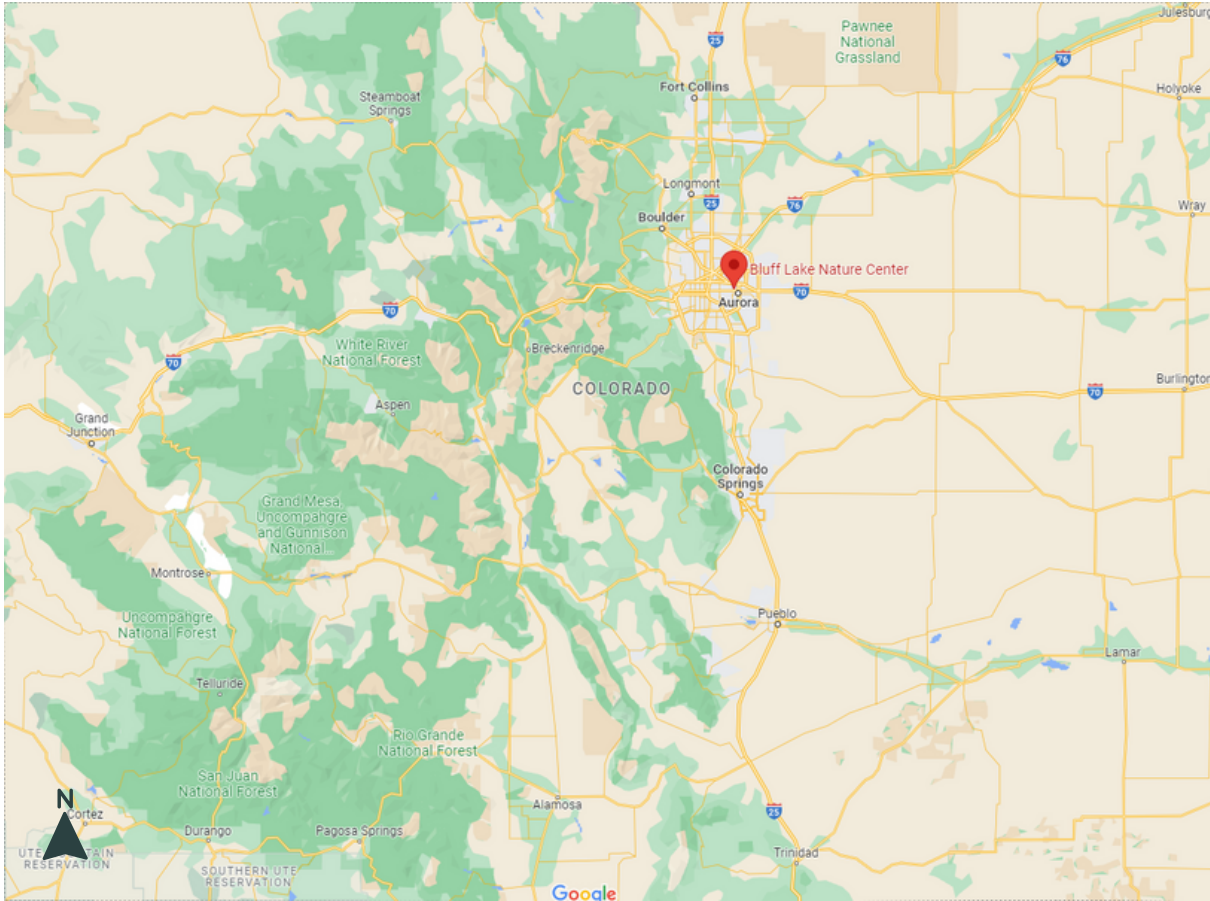 Julesburg
Pawnee
National
Grassland
25
76
Fort Collins
Holyoke
Steamboat
Springs
Longmont
25
76
Wray
Boulder
Bluff Lake Nature Center
Aurora
70
70
White River
National Forest
Breckenridge
70
COLORADO
Burlington
70
Aspen
Grand
Junction
Colorado
Springs
Grand Mesa,
Uncompahgre
and Gunnison
National...
Montrose
Uncompahgre
National Forest
Pueblo
Lamar
Telluride
Rio Grande
National Forest
San Juan
National Forest
N
Alamosa
25
Cortez
Durango
Pagosa Springs
Trinidad
UTE
TAIN
RESERVATION
SOUTHERN UTE
RESERVATION
Google